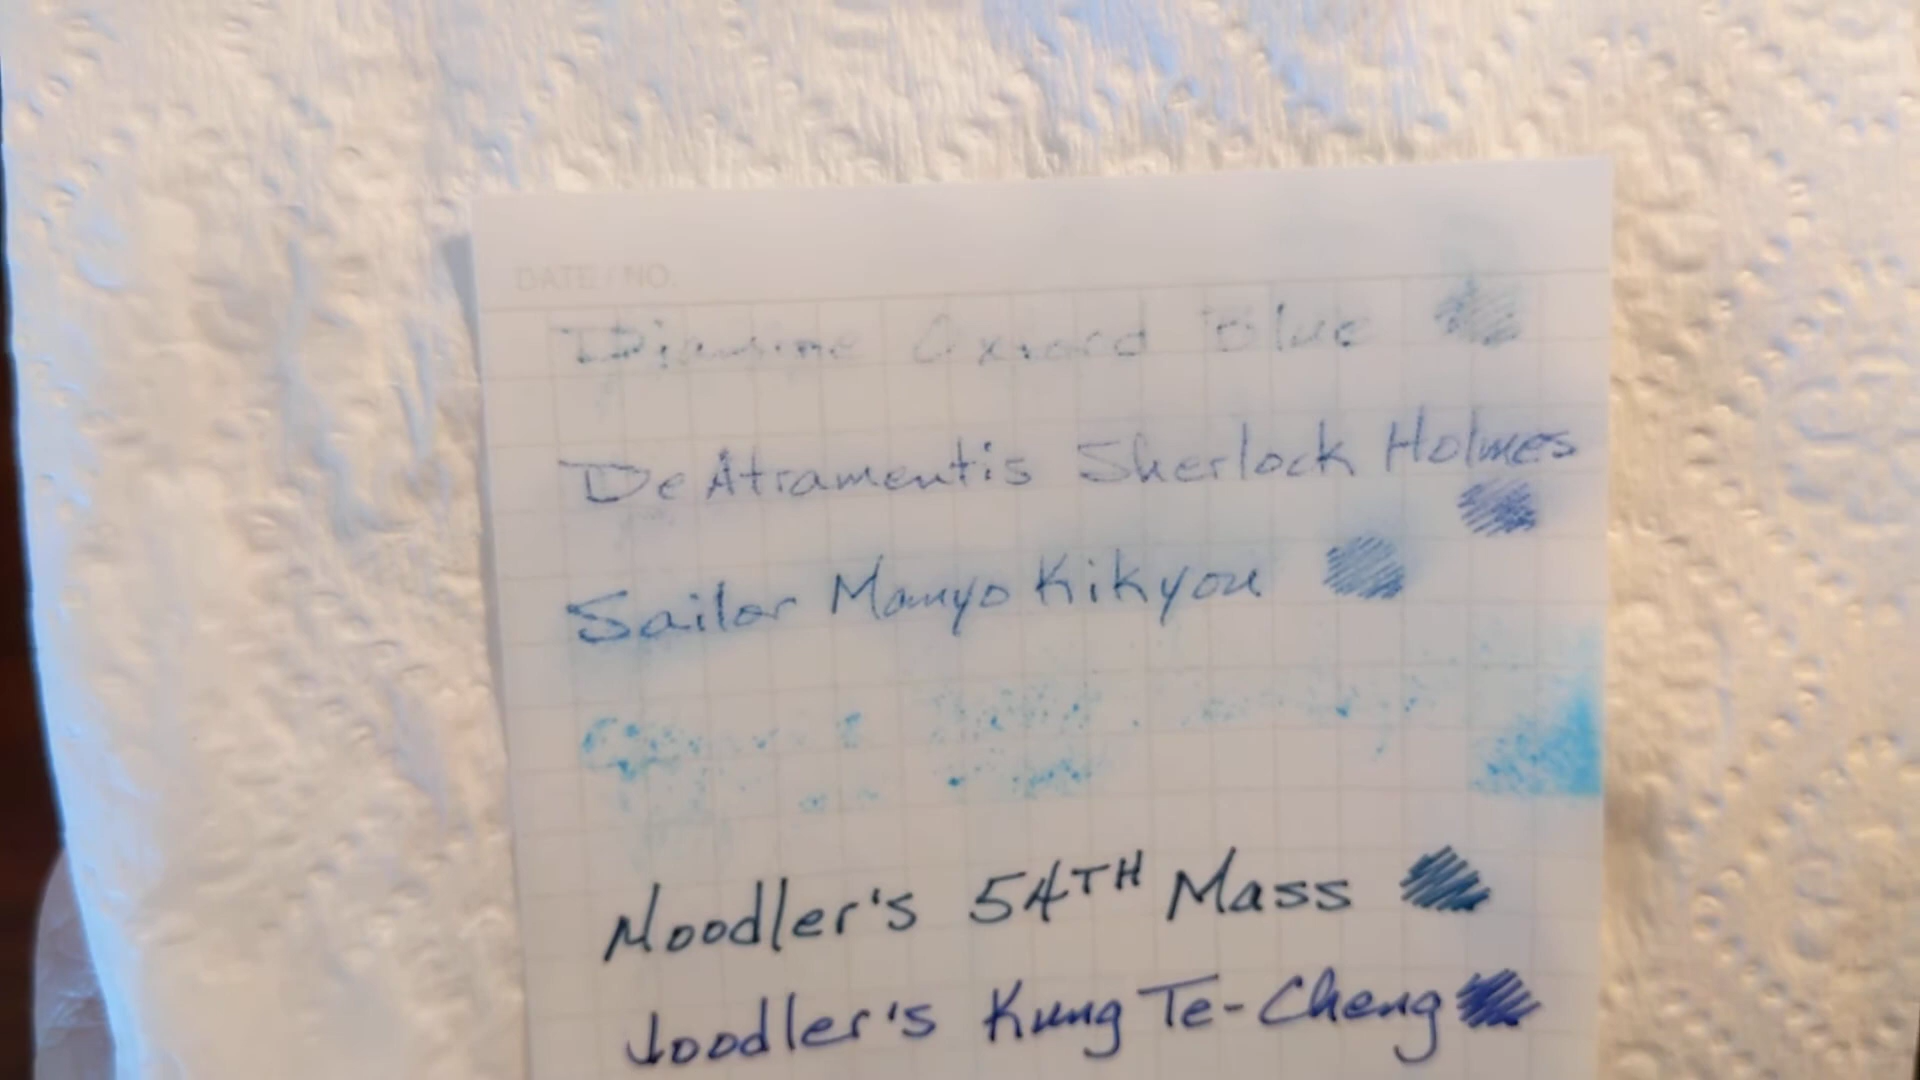 DATE / NO.
Diamine Oxford Blue
De Atramentis Sherlock Holmes
Sailor Manyo Kikyou
Noodler's 54TH Mass
Noodler's Kung Te-Cheng